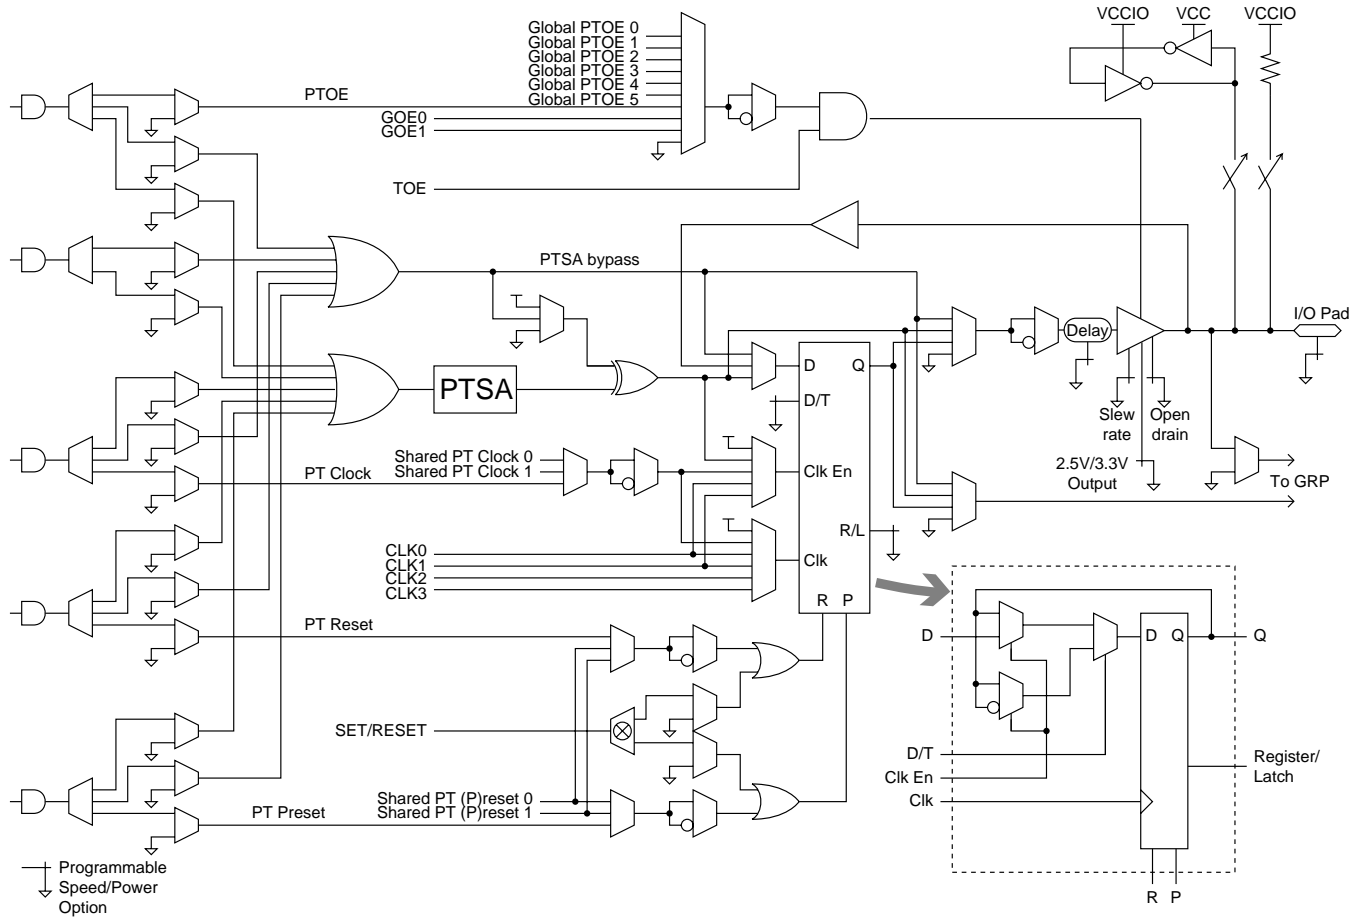 VCCIO
VCC
VCCIO
Global PTOE 0
Global PTOE 1
Global PTOE 2
Global PTOE 3
Global PTOE 4
Global PTOE 5
PTOE
GOE0
GOE1
TOE
PTSA bypass
I/O Pad
Delay
D
Q
PTSA
D/T
Slew
rate
Open
drain
Shared PT Clock 0
Shared PT Clock 1
PT Clock
Clk En
2.5V/3.3V
Output
To GRP
R/L
CLK0
CLK1
CLK2
CLK3
Clk
R
P
PT Reset
D
D
Q
Q
SET/RESET
D/T
Clk En
Clk
Register/
Latch
Shared PT (P)reset 0
Shared PT (P)reset 1
PT Preset
R
P
Programmable
Speed/Power
Option